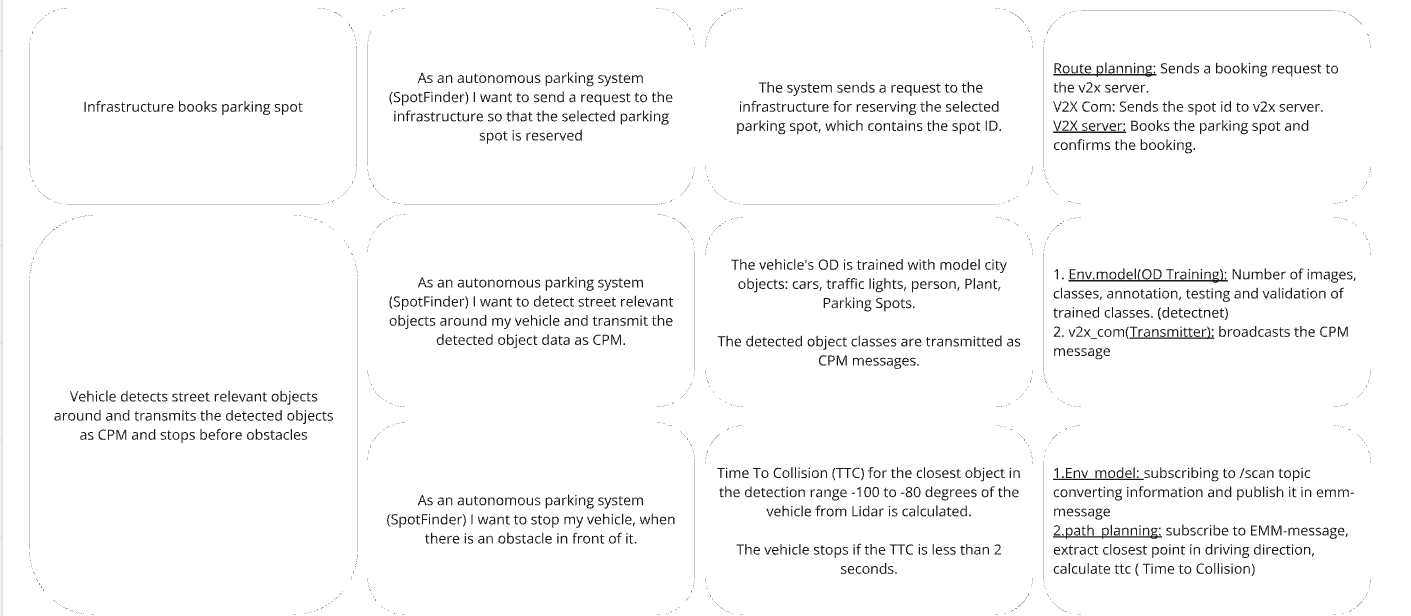 Infrastructure books parking spot
As an autonomous parking system
(SpotFinder) I want to send a request to the
infrastructure so that the selected parking
spot is reserved
The system sends a request to the
infrastructure for reserving the selected
parking spot, which contains the spot ID.
Route planning: Sends a booking request to
the v2x server.
V2X Com: Sends the spot id to v2x server.
V2X server: Books the parking spot and
confirms the booking.
Vehicle detects street relevant objects
around and transmits the detected objects
as CPM and stops before obstacles
As an autonomous parking system
(SpotFinder) I want to detect street relevant
objects around my vehicle and transmit the
detected object data as CPM.
The vehicle's OD is trained with model city
objects: cars, traffic lights, person, Plant,
Parking Spots.
The detected object classes are transmitted as
CPM messages.
1. Env.model(OD Training): Number of images,
classes, annotation, testing and validation of
trained classes. (detectnet)
2. v2x_com(Transmitter): broadcasts the CPM
message
As an autonomous parking system
(SpotFinder) I want to stop my vehicle, when
there is an obstacle in front of it.
Time To Collision (TTC) for the closest object in
the detection range -100 to -80 degrees of the
vehicle from Lidar is calculated.
The vehicle stops if the TTC is less than 2
seconds.
1.Env_model: subscribing to /scan topic
converting information and publish it in emm-
message
2.path_planning: subscribe to EMM-message,
extract closest point in driving direction,
calculate ttc ( Time to Collision)